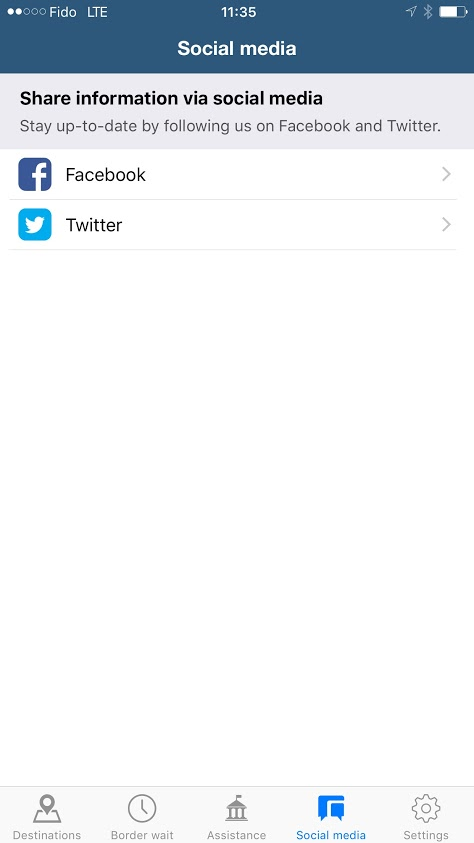 Fido LTE 11:35
Social media
Share information via social media
Stay up-to-date by following us on Facebook and Twitter.
Facebook
Twitter
Destinations Border wait Assistance Social media Settings